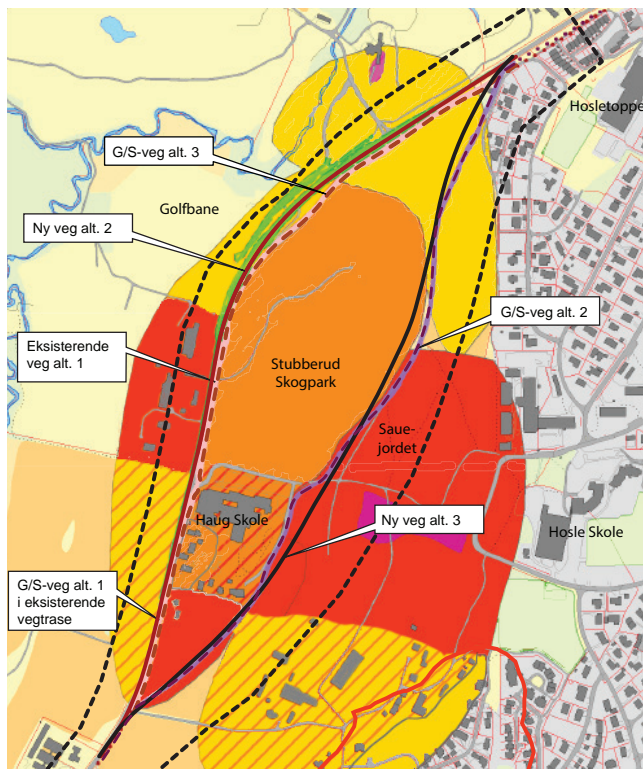 Hosletoppe
G/S-veg alt. 3
Golfbane
Ny veg alt. 2
G/S-veg alt. 2
Eksisterende
veg alt. 1
Stubberud
Skogpark
Saue-
jordet
Haug Skole
Ny veg alt. 3
Hosle Skole
G/S-veg alt. 1
i eksisterende
vegtrase